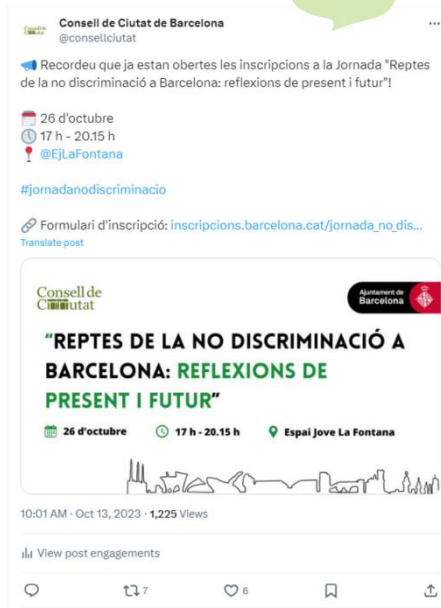 Consell de Ciutat de Barcelona
@consellciutat
📢 Recordeu que ja estan obertes les inscripcions a la Jornada "Reptes
de la no discriminació a Barcelona: reflexions de present i futur"!
🗓️ 26 d'octubre
🕔 17 h - 20.15 h
📍 @EjLaFontana
#jornadanodiscriminacio
🔗 Formulari d'inscripció: inscripcions.barcelona.cat/jornada_no_dis...
Translate post
Consell de
Ciutat
Ajuntament de
Barcelona
"REPTES DE LA NO DISCRIMINACIÓ A
BARCELONA: REFLEXIONS DE
PRESENT I FUTUR"
26 d'octubre 17 h - 20.15 h Espai Jove La Fontana
10:01 AM · Oct 13, 2023 · 1,225 Views
View post engagements
7 6